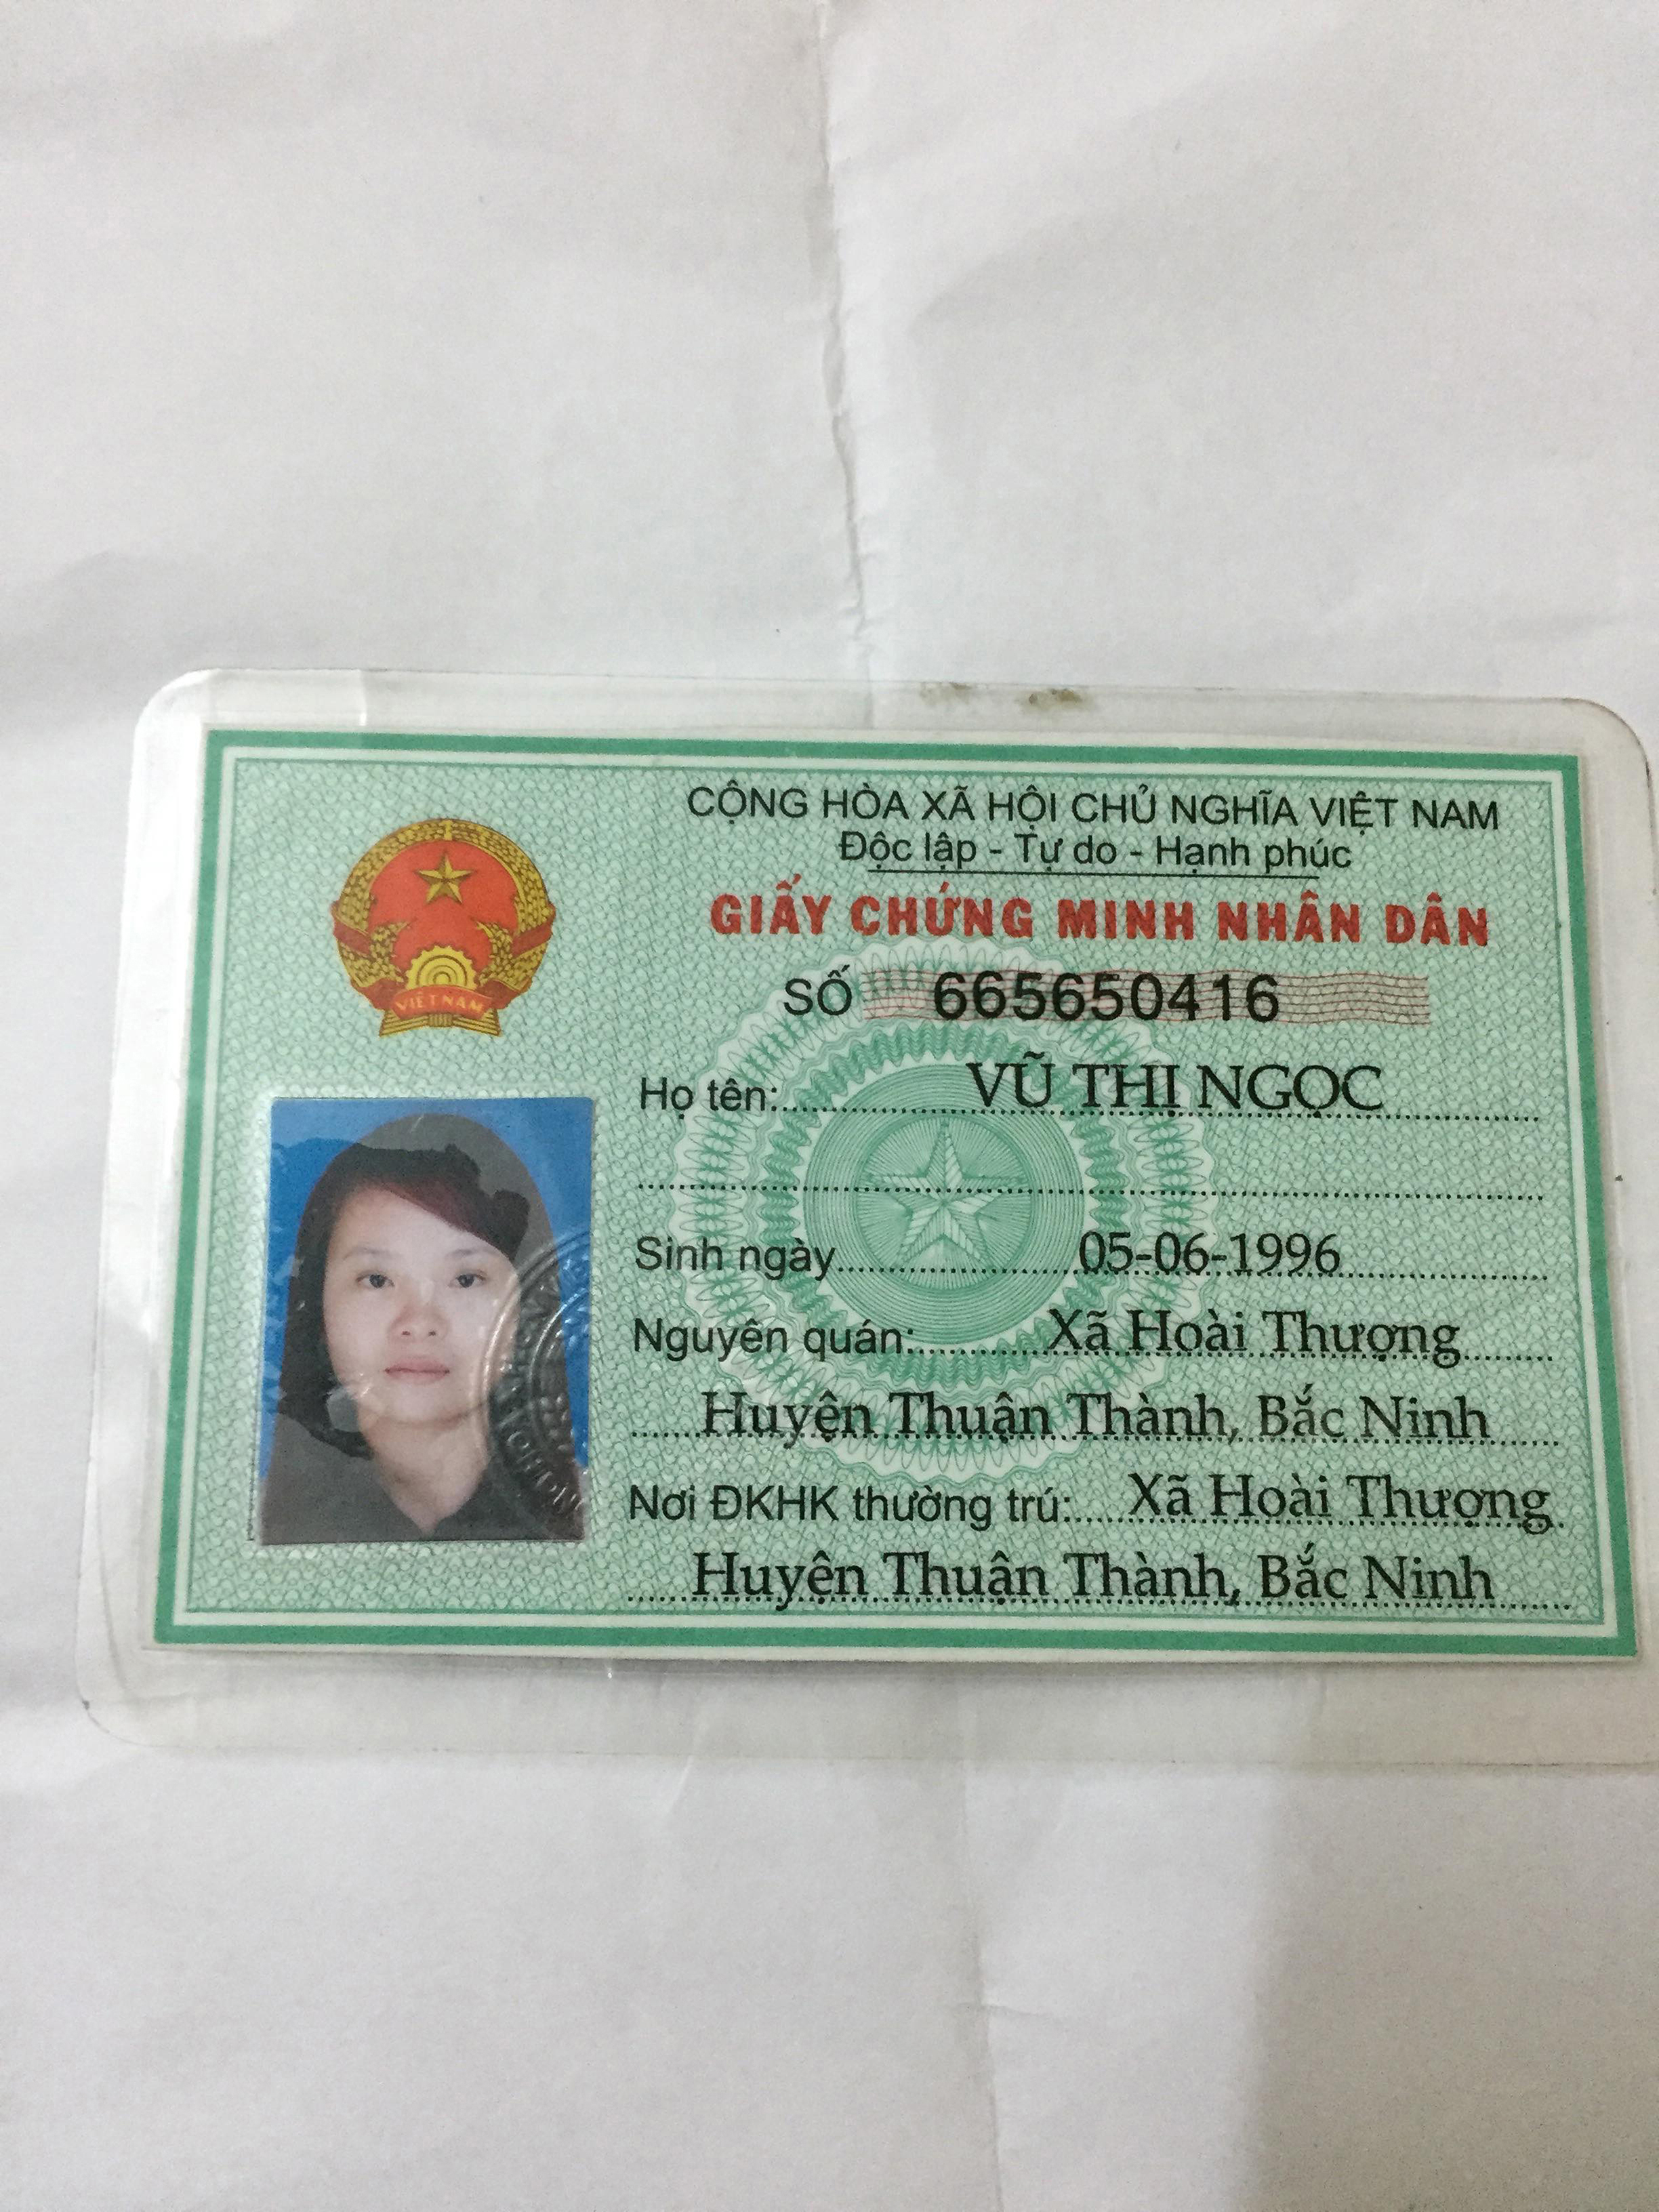 CỘNG HÒA XÃ HỘI CHỦ NGHĨA VIỆT NAM
Độc lập - Tự do - Hạnh phúc
GIẤY CHỨNG MINH NHÂN DÂN
SỐ 665650416
VIỆT NAM
Họ tên: VŨ THỊ NGỌC
Sinh ngày 05-06-1996
Nguyên quán: Xã Hoài Thượng
Huyện Thuận Thành, Bắc Ninh
Nơi ĐKHK thường trú: Xã Hoài Thượng
Huyện Thuận Thành, Bắc Ninh